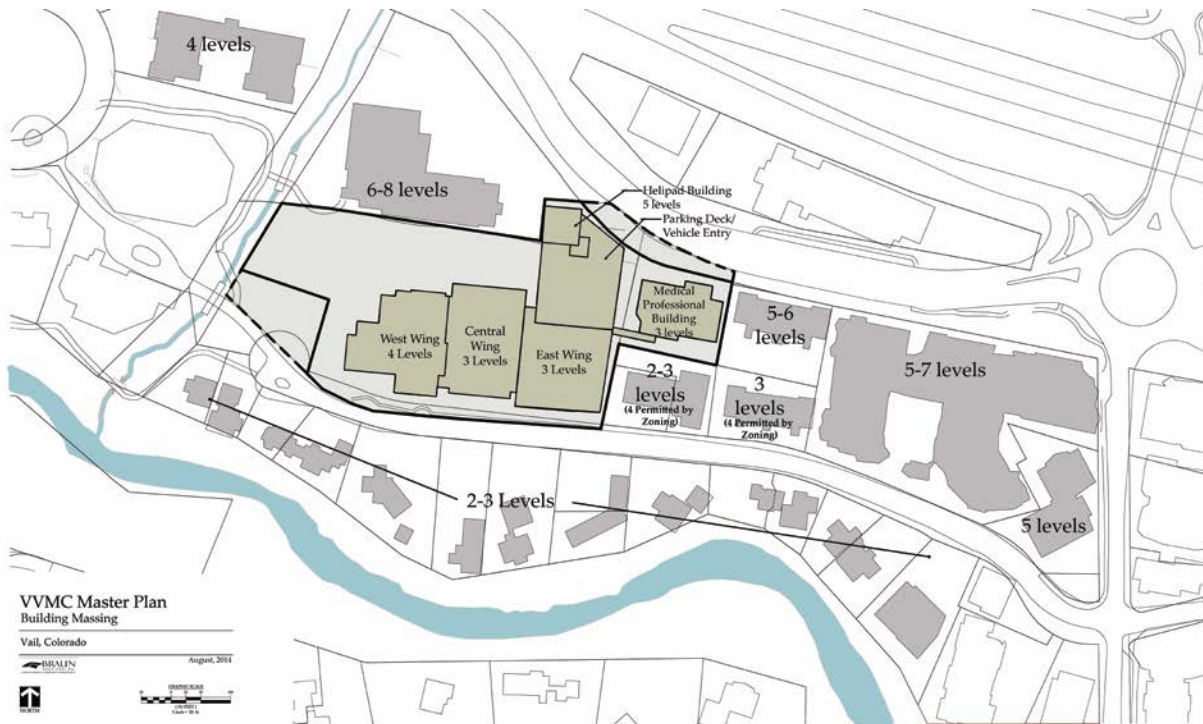 4 levels
6-8 levels
Helipad Building
5 levels
Parking Deck/
Vehicle Entry
Medical
Professional
Building
3 levels
West Wing
4 Levels
Central
Wing
3 Levels
East Wing
3 Levels
5-6
levels
5-7 levels
2-3
levels
(4 Permitted by
Zoning)
3
levels
(4 Permitted by
Zoning)
2-3 Levels
5 levels
VVMC Master Plan
Building Massing
Vail, Colorado
BRAUN
August, 2014
NORTH
GRAPHIC SCALE